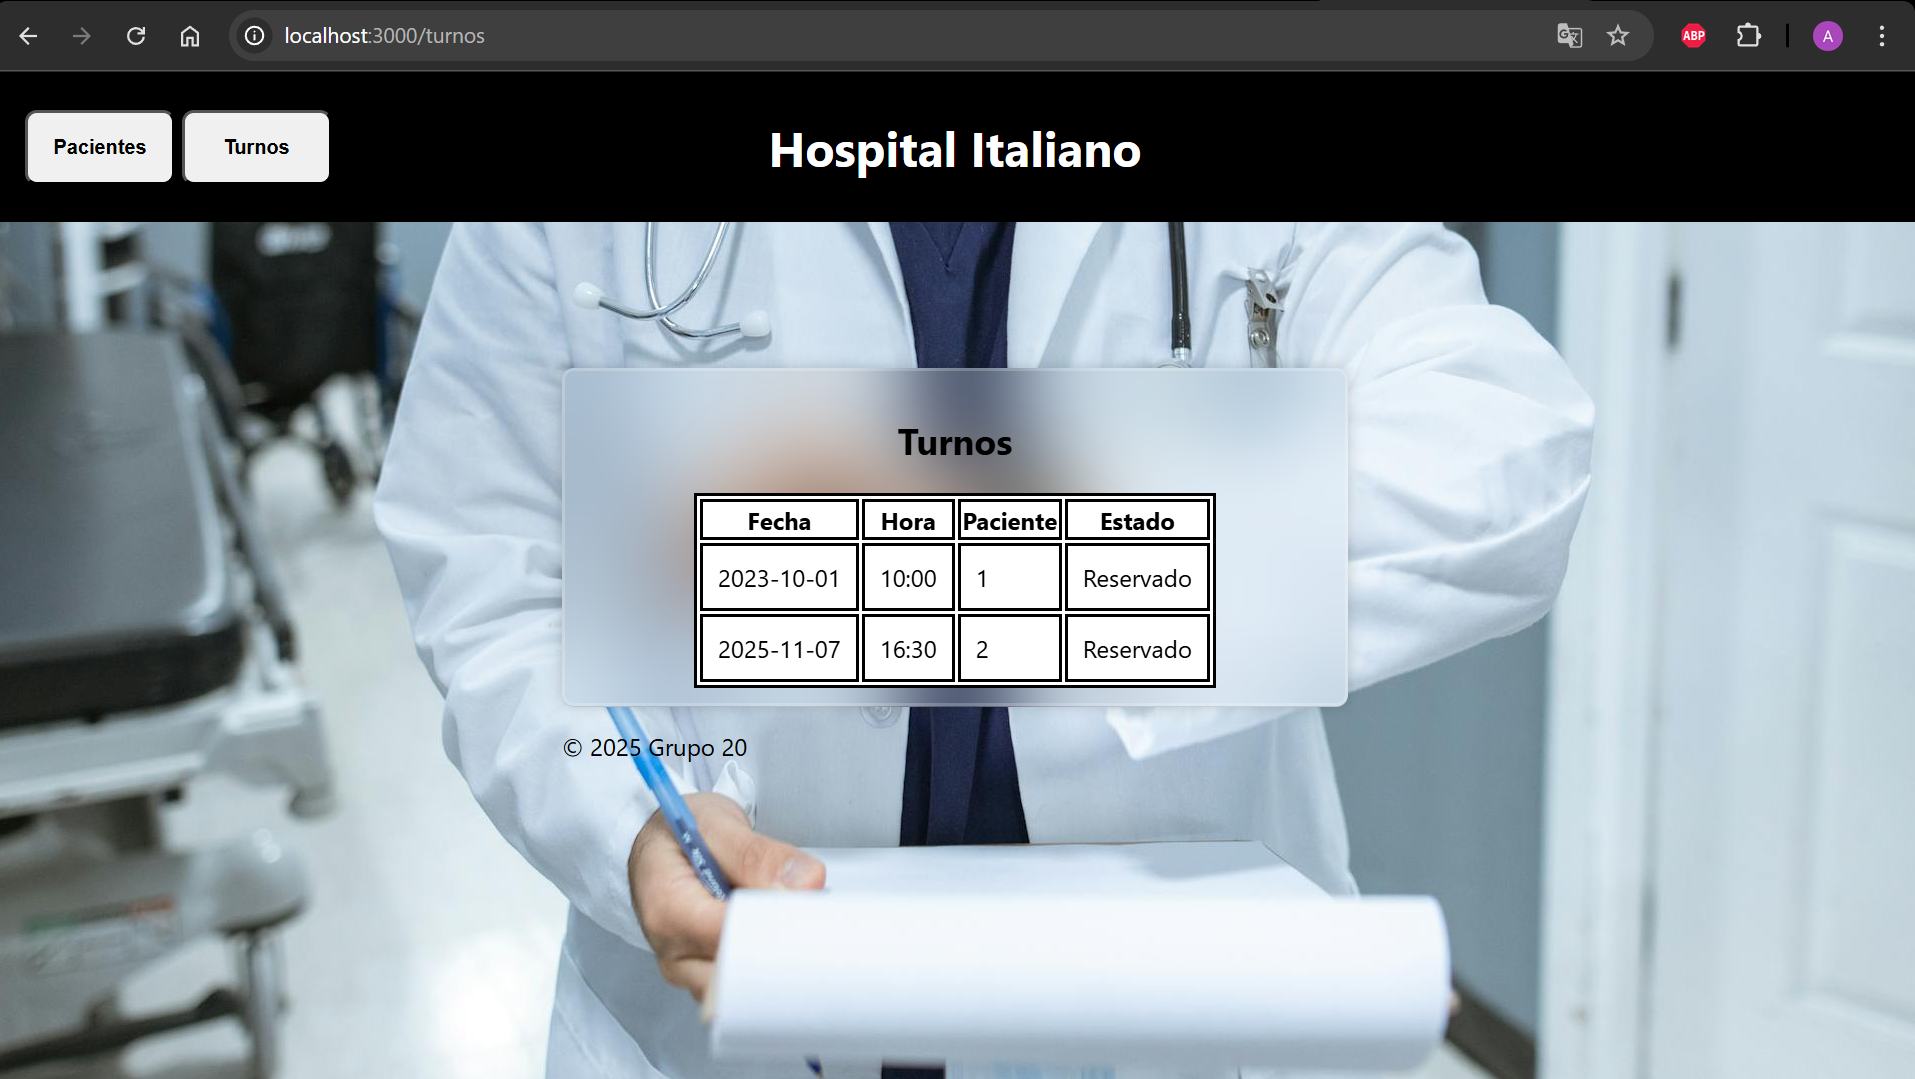 localhost:3000/turnos
ABP
A
Pacientes
Turnos
Hospital Italiano
Turnos
Fecha Hora Paciente Estado
2023-10-01 10:00 1 Reservado
2025-11-07 16:30 2 Reservado
© 2025 Grupo 20